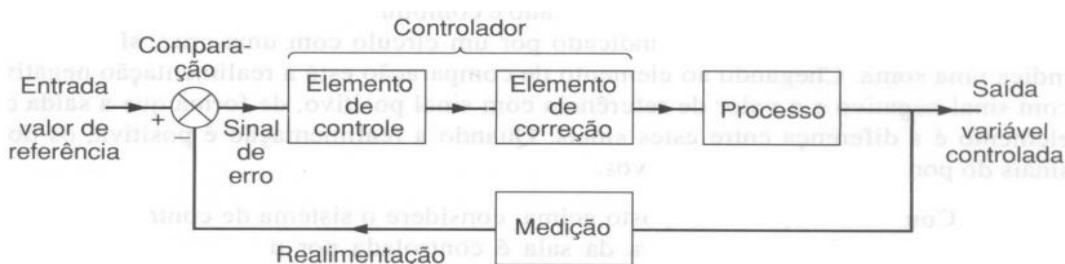 Controlador
Compara-
ção
Entrada
valor de
referência
+
Sinal
de
erro
Elemento
de
controle
Elemento
de
correção
Processo
Saída
variável
controlada
Medição
Realimentação